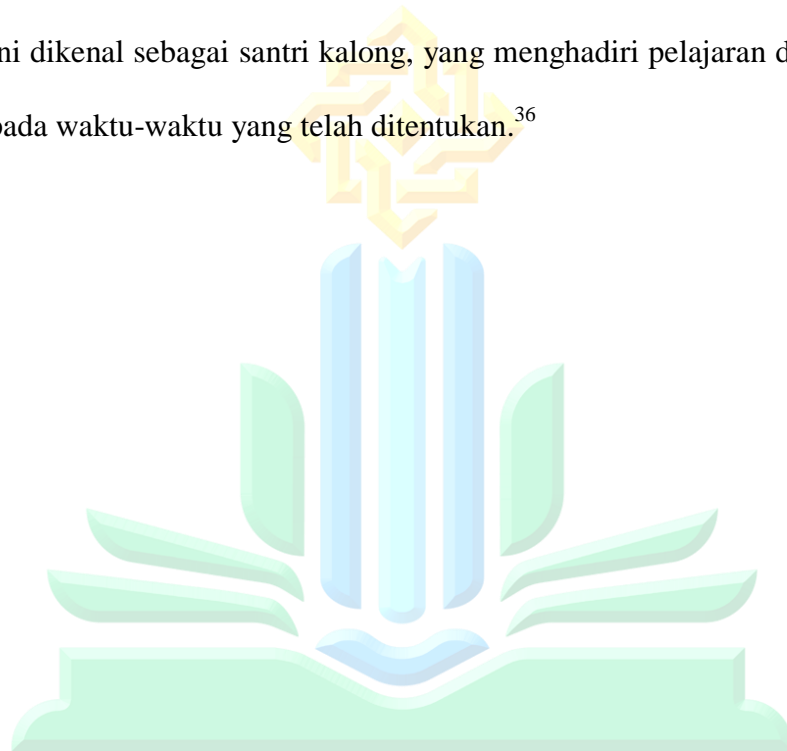 ni dikenal sebagai santri kalong, yang menghadiri pelajaran d
pada waktu-waktu yang telah ditentukan.³⁶